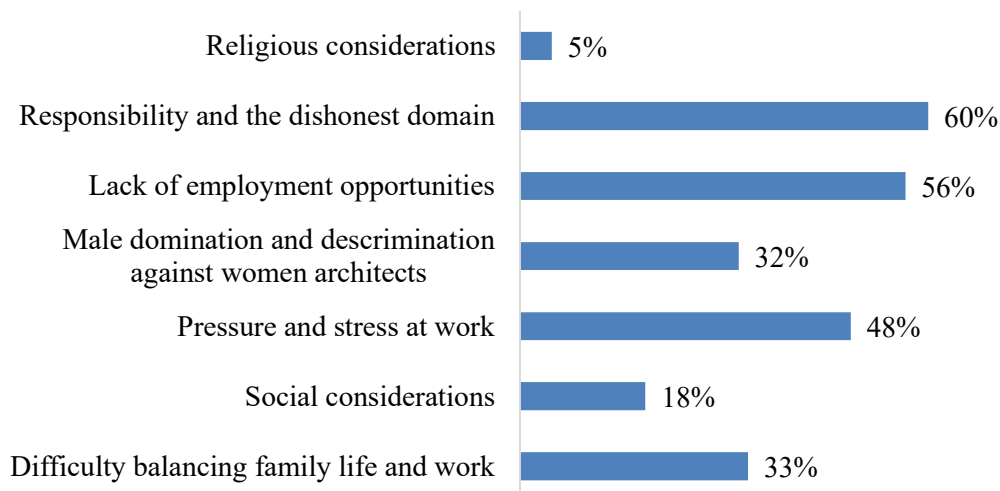 Religious considerations 5%
Responsibility and the dishonest domain 60%
Lack of employment opportunities 56%
Male domination and descrimination
against women architects 32%
Pressure and stress at work 48%
Social considerations 18%
Difficulty balancing family life and work 33%